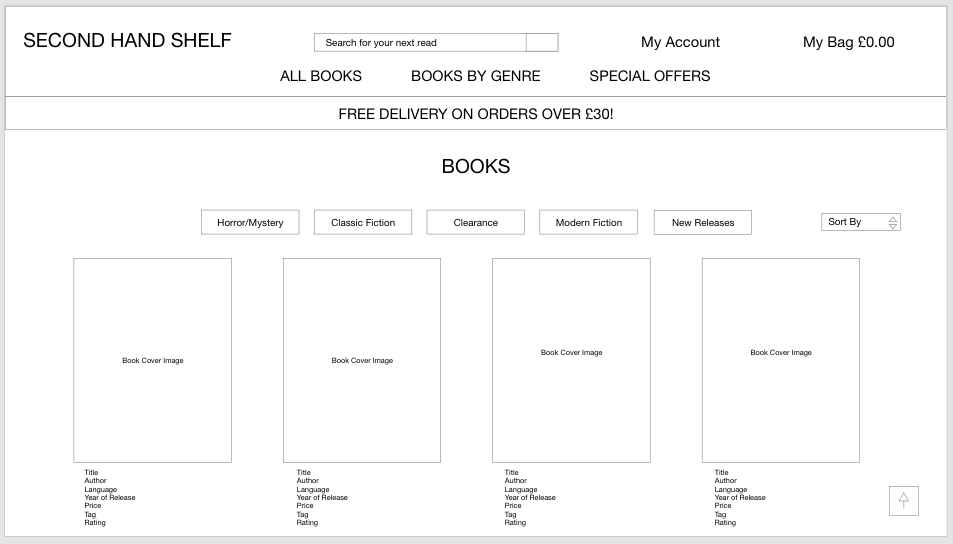 SECOND HAND SHELF
Search for your next read
My Account
My Bag £0.00
ALL BOOKS
BOOKS BY GENRE
SPECIAL OFFERS
FREE DELIVERY ON ORDERS OVER £30!
BOOKS
Horror/Mystery
Classic Fiction
Clearance
Modern Fiction
New Releases
Sort By
Book Cover Image
Title
Author
Language
Year of Release
Price
Tag
Rating
Book Cover Image
Title
Author
Language
Year of Release
Price
Tag
Rating
Book Cover Image
Title
Author
Language
Year of Release
Price
Tag
Rating
Book Cover Image
Title
Author
Language
Year of Release
Price
Tag
Rating